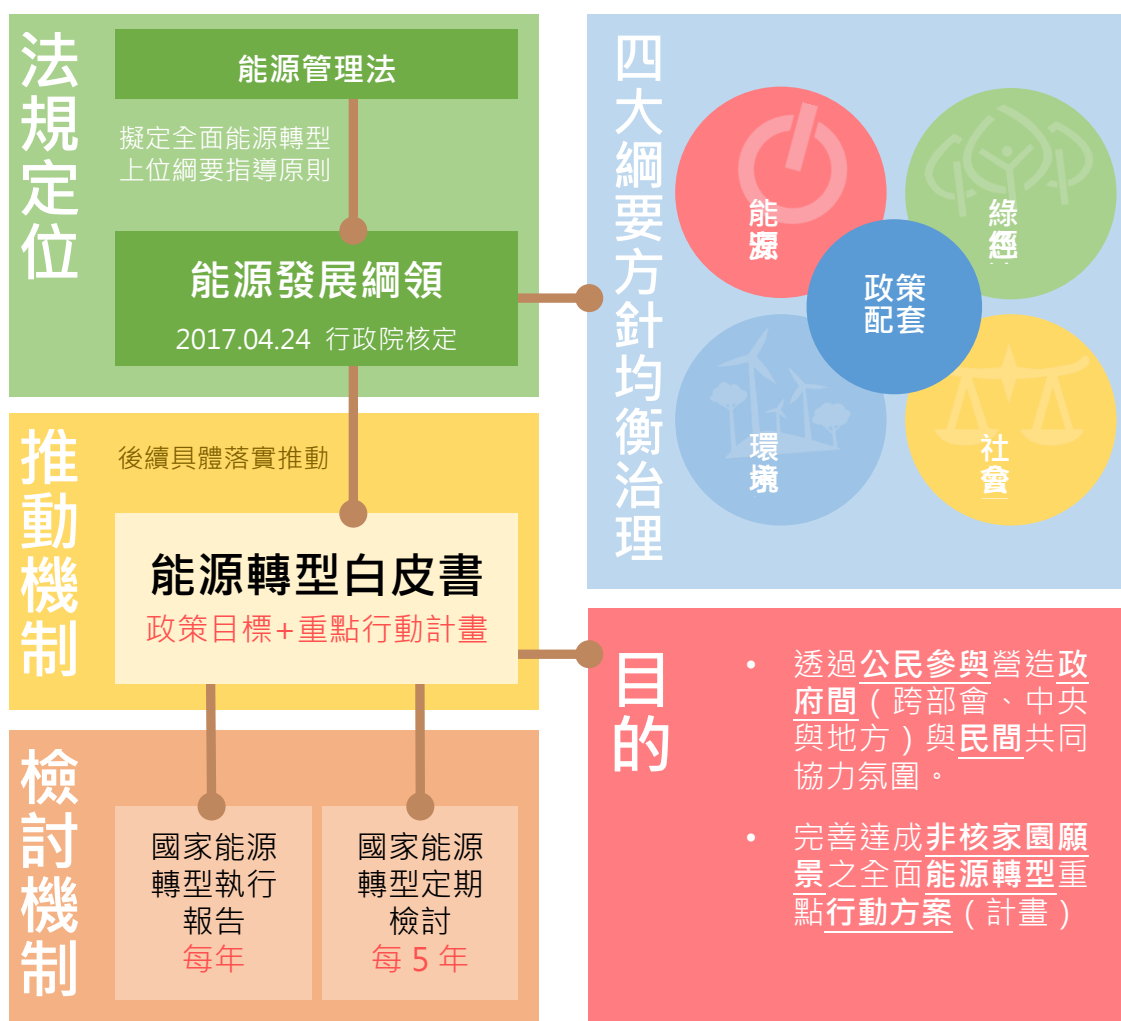 法規定位
能源管理法
擬定全面能源轉型
上位綱要指導原則
能源發展綱領
2017.04.24 行政院核定
推動機制
後續具體落實推動
能源轉型白皮書
政策目標+重點行動計畫
檢討機制
國家能源
轉型執行
報告
每年
國家能源
轉型定期
檢討
每 5 年
四大綱要方針均衡治理
能
綠
政策
配套
環
社
目的
• 透過公民參與營造政
府間（跨部會、中央
與地方）與民間共同
協力氛圍。
• 完善達成非核家園願
景之全面能源轉型重
點行動方案（計畫）